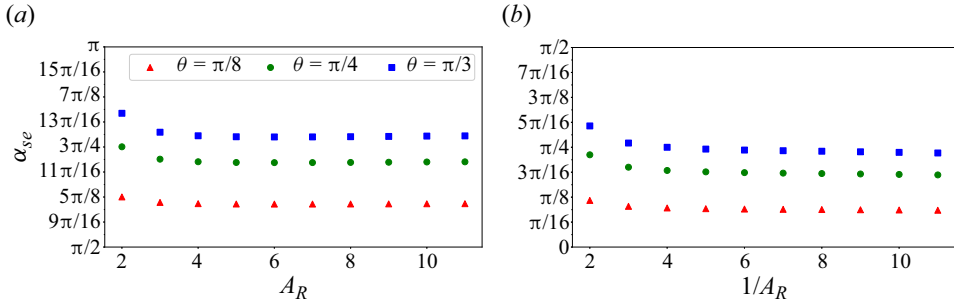 (a)
π
15π/16
7π/8
13π/16
3π/4
11π/16
5π/8
9π/16
π/2
α_se
θ = π/8 θ = π/4 θ = π/3
2 4 6 8 10
A_R
(b)
π/2
7π/16
3π/8
5π/16
π/4
3π/16
π/8
π/16
0
2 4 6 8 10
1/A_R